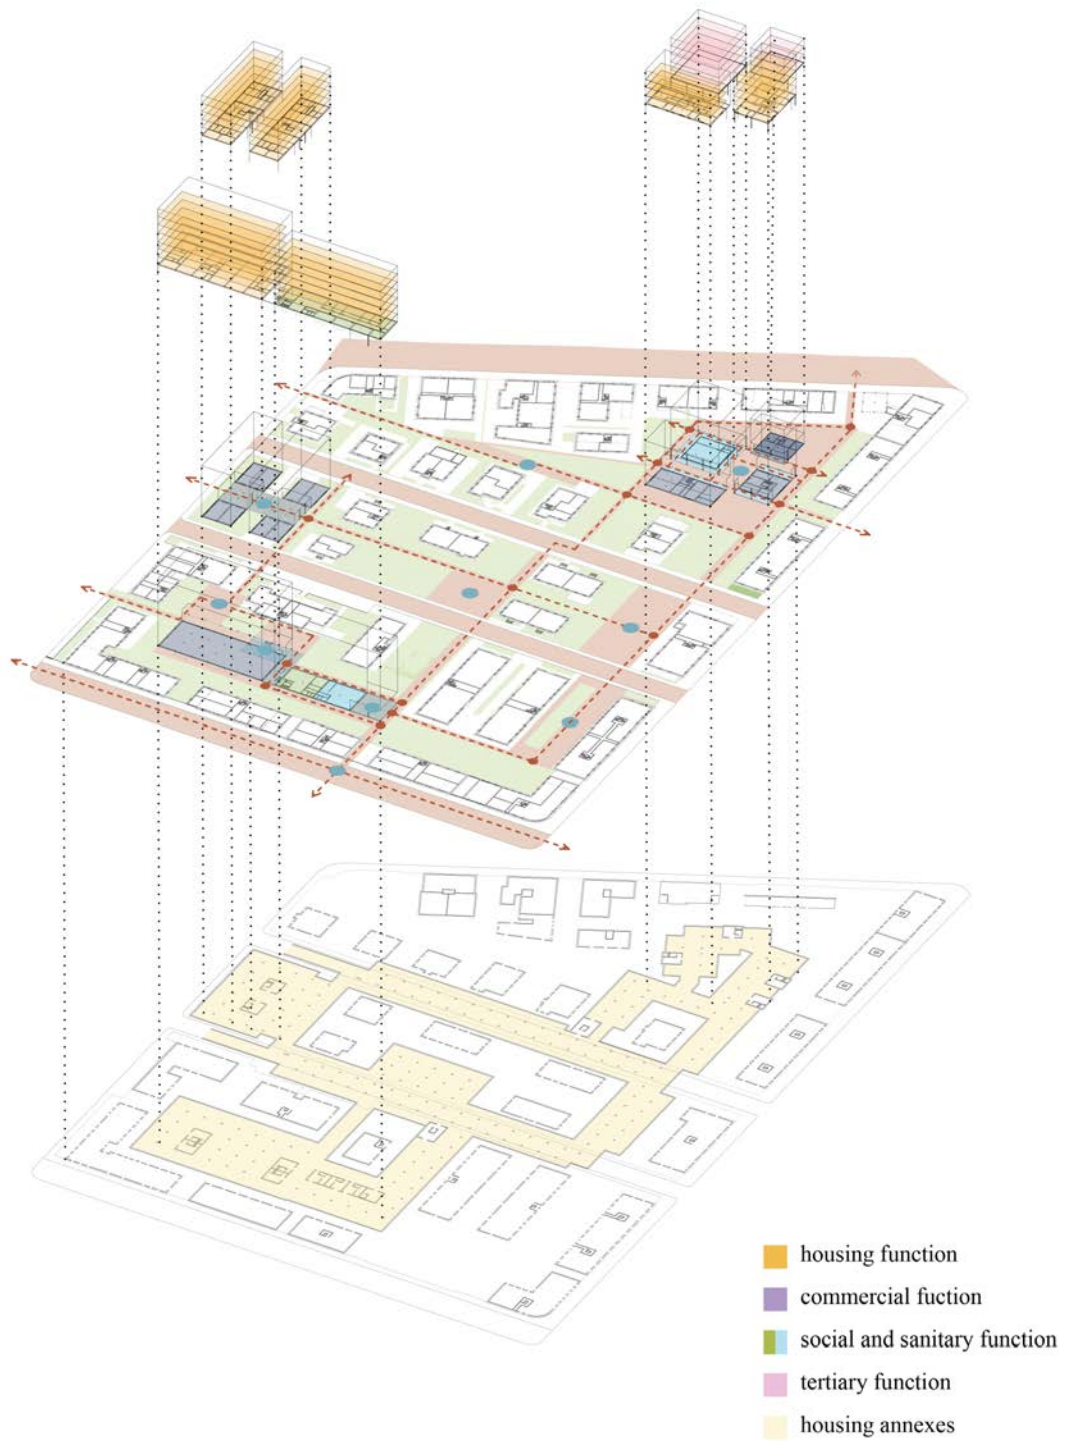 housing function
commercial fuction
social and sanitary function
tertiary function
housing annexes